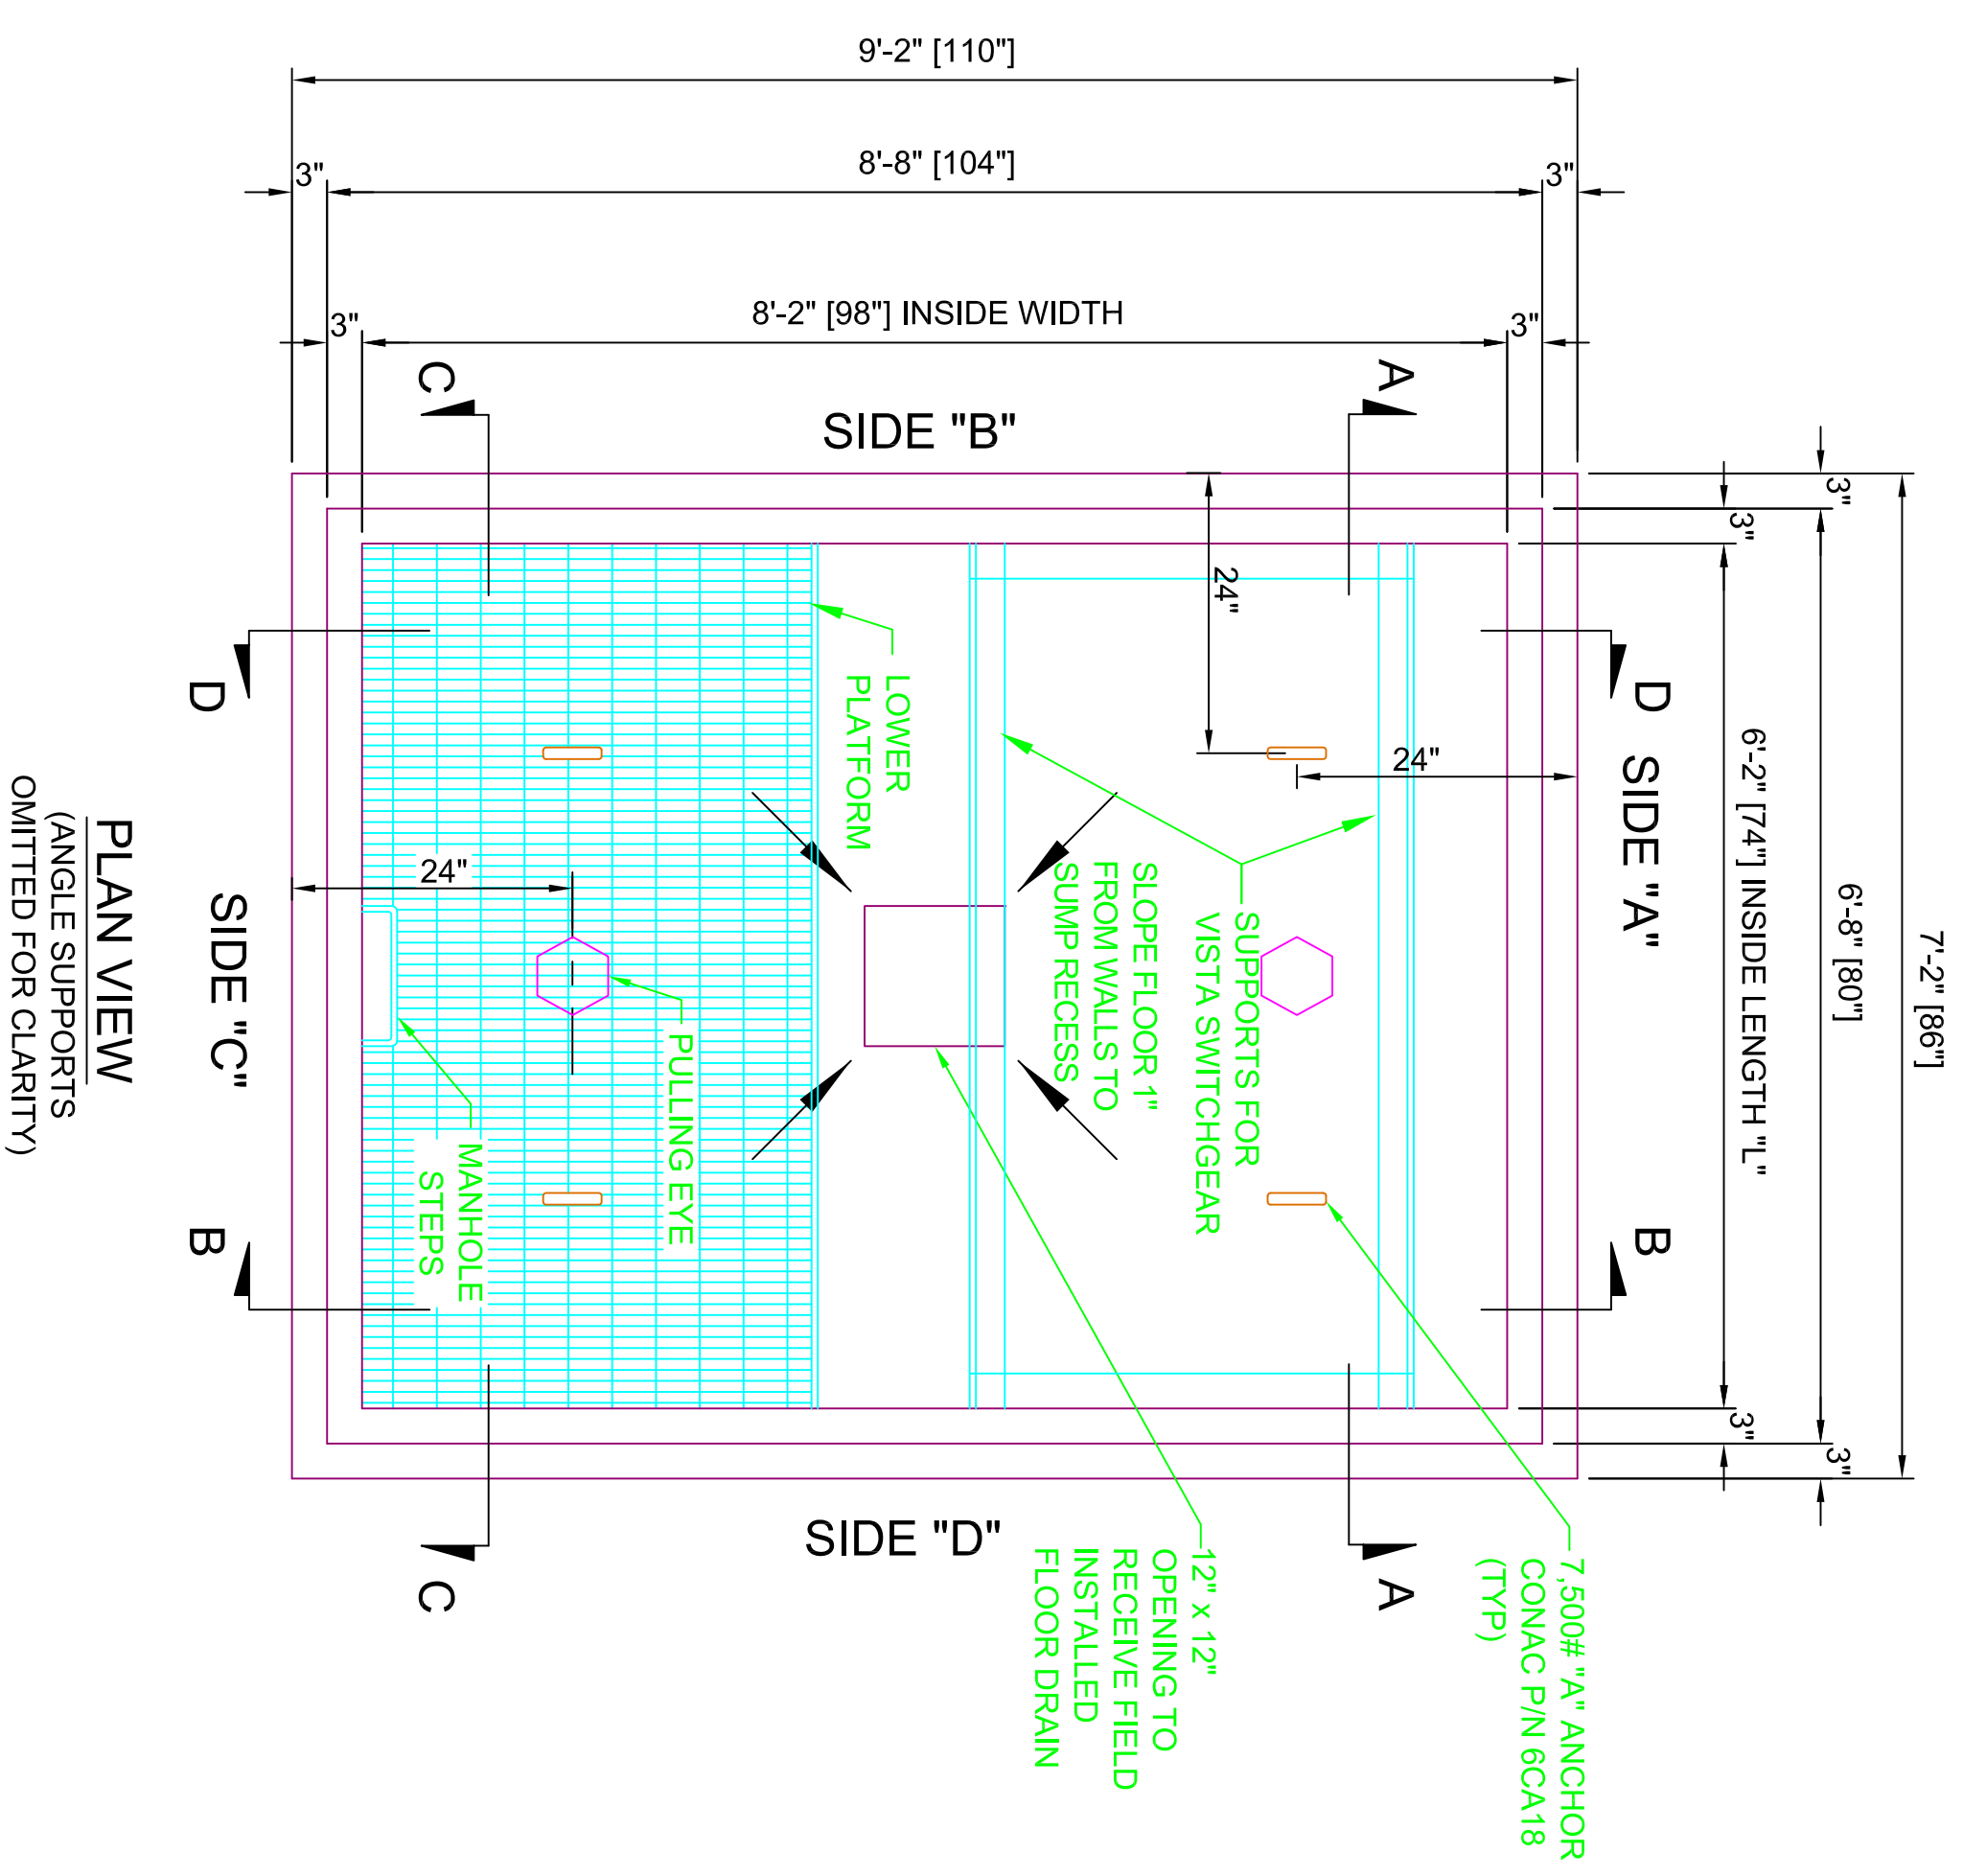 9'-2" [110"]
8'-8" [104"]
3"
3"
8'-2" [98"] INSIDE WIDTH
3"
3"
C
A
SIDE "B"
3"
3"
24"
D
D
LOWER
PLATFORM
24"
SIDE "A"
6'-2" [74"] INSIDE LENGTH "L"
6'-8" [80"]
7'-2" [86"]
24"
SLOPE FLOOR 1"
FROM WALLS TO
SUMP RECESS
SUPPORTS FOR
VISTA SWITCHGEAR
PULLING EYE
MANHOLE
STEPS
SIDE "C"
PLAN VIEW
(ANGLE SUPPORTS
OMITTED FOR CLARITY)
B
B
3"
3"
SIDE "D"
C
A
12" x 12"
OPENING TO
RECEIVE FIELD
INSTALLED
FLOOR DRAIN
7,500# "A" ANCHOR
CONAC P/N 6CA18
(TYP)